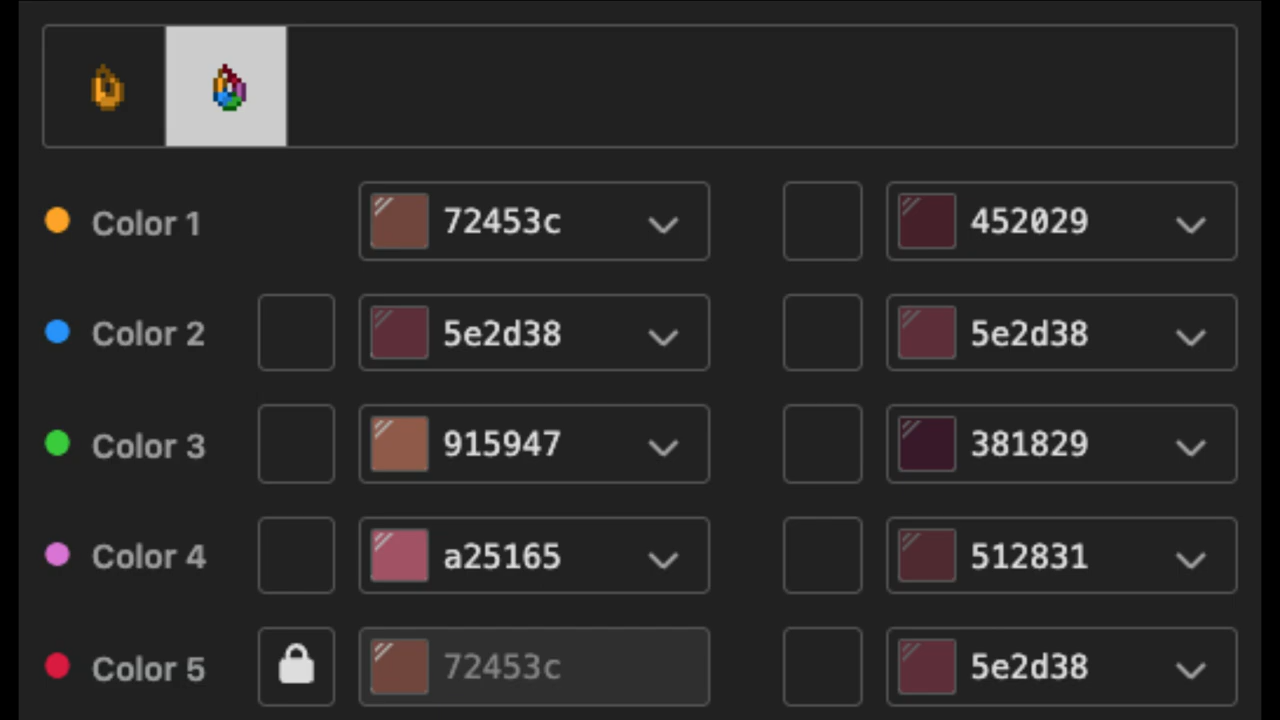 Color 1 72453c 452029
Color 2 5e2d38 5e2d38
Color 3 915947 381829
Color 4 a25165 512831
Color 5 72453c 5e2d38